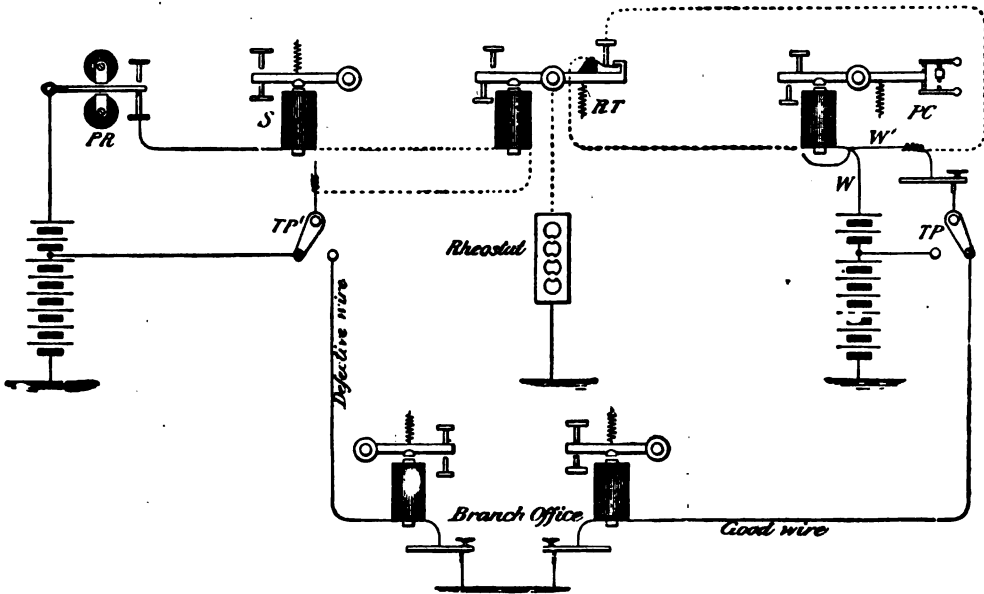 PR
S
RT
PC
W'
W
TP'
TP
Rheostat
Defective wire
Branch Office
Good wire